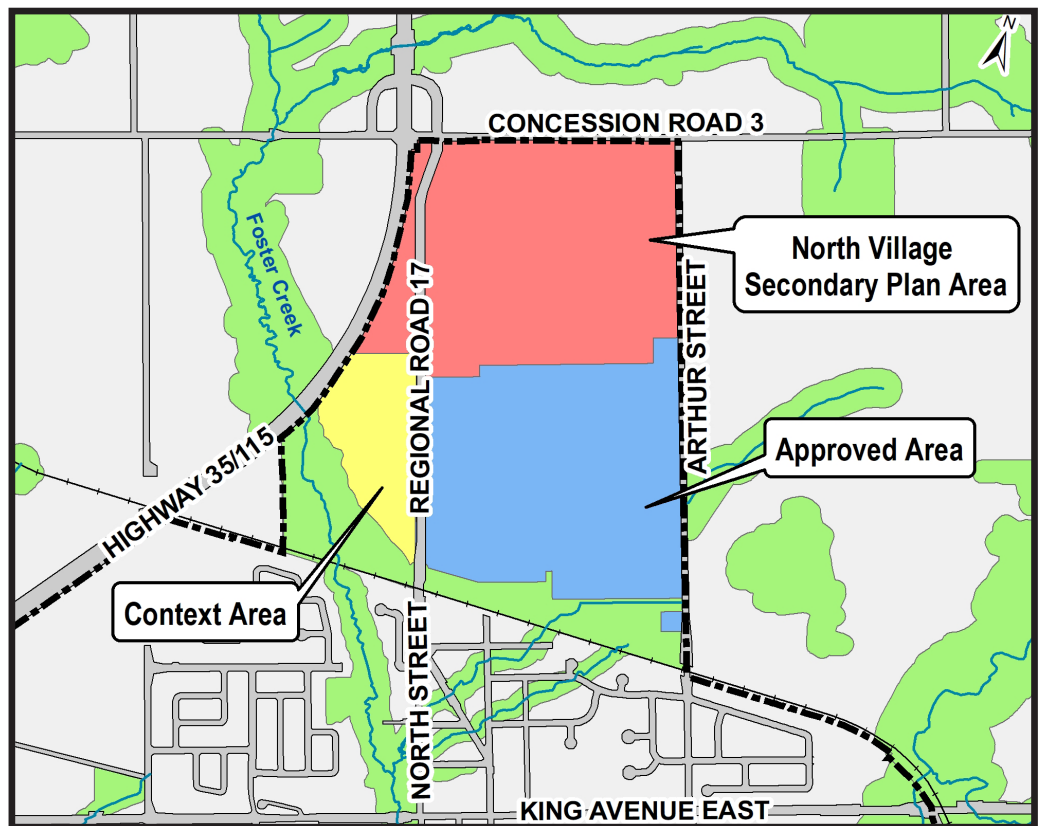 N
CONCESSION ROAD 3
Foster Creek
North Village
Secondary Plan Area
REGIONAL ROAD 17
ARTHUR STREET
HIGHWAY 35/115
Approved Area
Context Area
NORTH STREET
KING AVENUE EAST